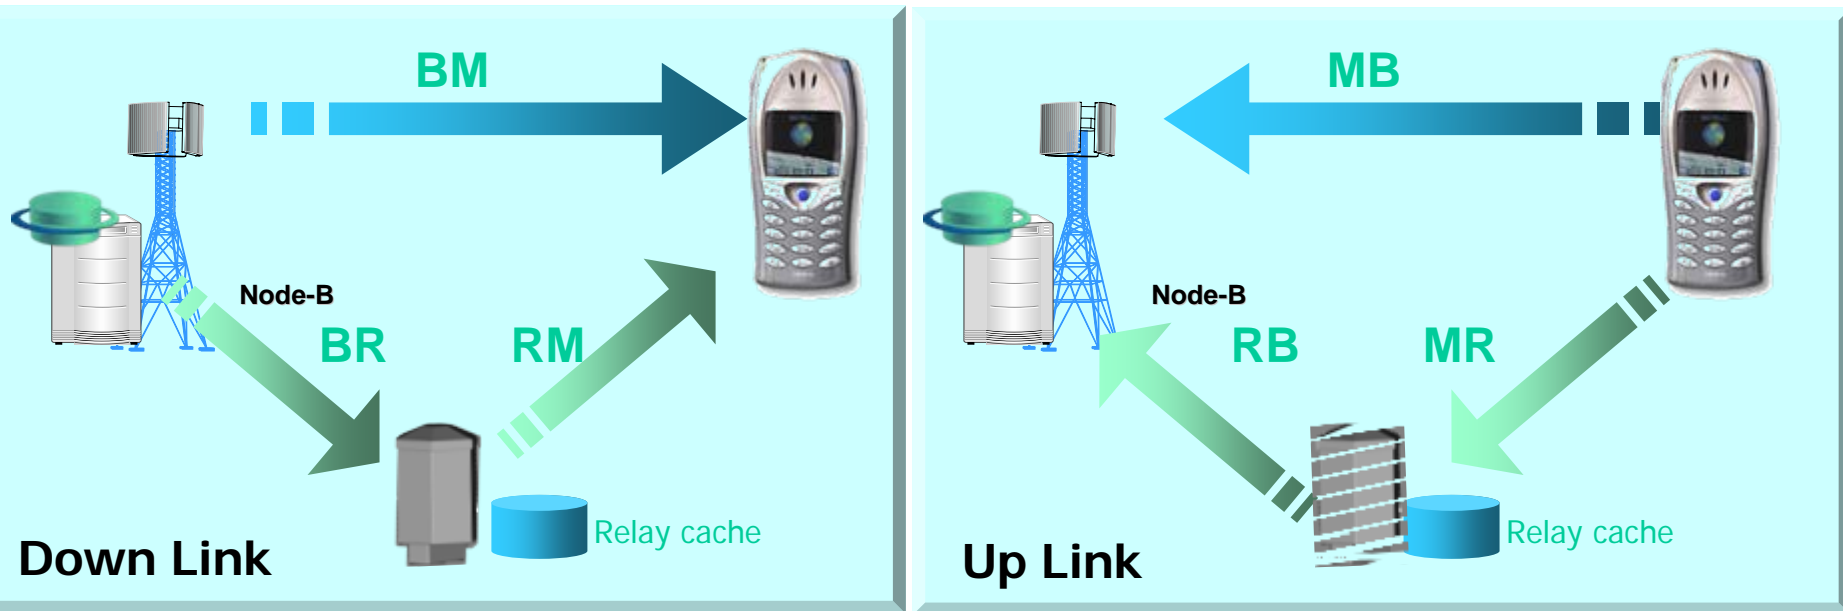 BM
Node-B
BR
RM
Relay cache
Down Link
MB
Node-B
RB
MR
Relay cache
Up Link